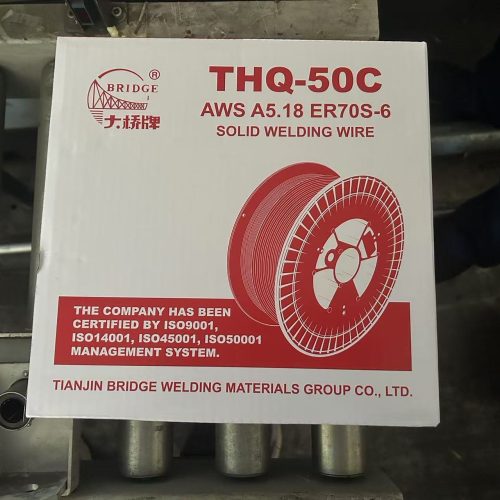 BRIDGE ®
大桥牌
THQ-50C
AWS A5.18 ER70S-6
SOLID WELDING WIRE
THE COMPANY HAS BEEN
CERTIFIED BY ISO9001,
ISO14001, ISO45001, ISO50001
MANAGEMENT SYSTEM.
TIANJIN BRIDGE WELDING MATERIALS GROUP CO., LTD.